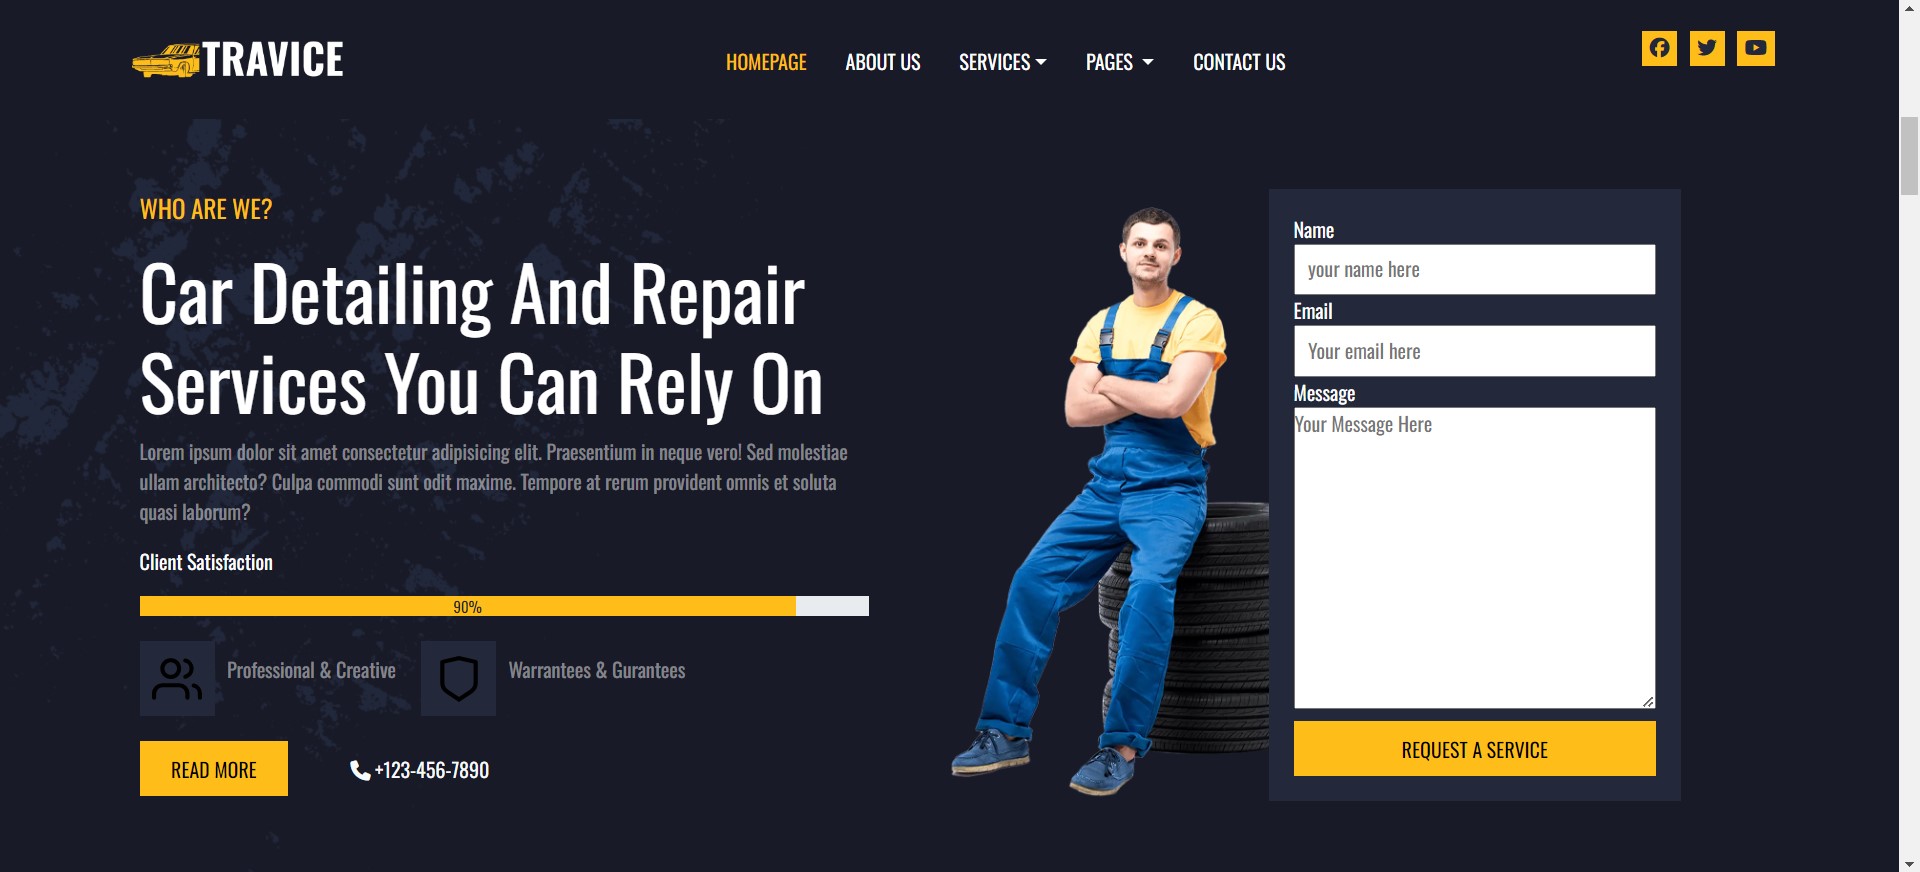 TRAVICE
HOMEPAGE ABOUT US SERVICES PAGES CONTACT US
WHO ARE WE?
Car Detailing And Repair
Services You Can Rely On
Lorem ipsum dolor sit amet consectetur adipisicing elit. Praesentium in neque vero! Sed molestiae
ullam architecto? Culpa commodi sunt odit maxime. Tempore at rerum provident omnis et soluta
quasi laborum?
Client Satisfaction
90%
Professional & Creative
Warrantees & Gurantees
READ MORE
+123-456-7890
Name
your name here
Email
Your email here
Message
Your Message Here
REQUEST A SERVICE